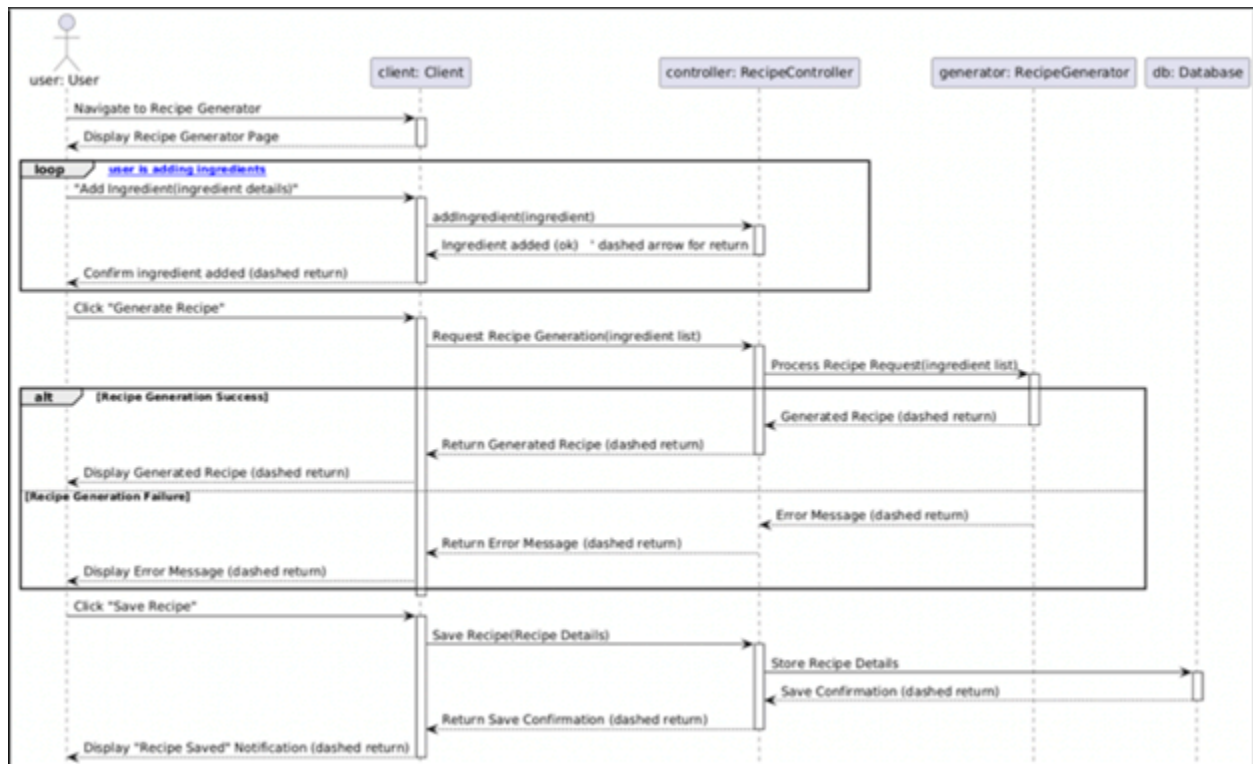 user: User
client: Client
controller: RecipeController
generator: RecipeGenerator
db: Database
Navigate to Recipe Generator
Display Recipe Generator Page
loop
user is adding ingredients
"Add Ingredient(ingredient details)"
addIngredient(ingredient)
Ingredient added (ok) ' dashed arrow for return
Confirm ingredient added (dashed return)
Click "Generate Recipe"
Request Recipe Generation(ingredient list)
Process Recipe Request(ingredient list)
alt
[Recipe Generation Success]
Generated Recipe (dashed return)
Return Generated Recipe (dashed return)
Display Generated Recipe (dashed return)
[Recipe Generation Failure]
Error Message (dashed return)
Return Error Message (dashed return)
Display Error Message (dashed return)
Click "Save Recipe"
Save Recipe(Recipe Details)
Store Recipe Details
Save Confirmation (dashed return)
Return Save Confirmation (dashed return)
Display "Recipe Saved" Notification (dashed return)